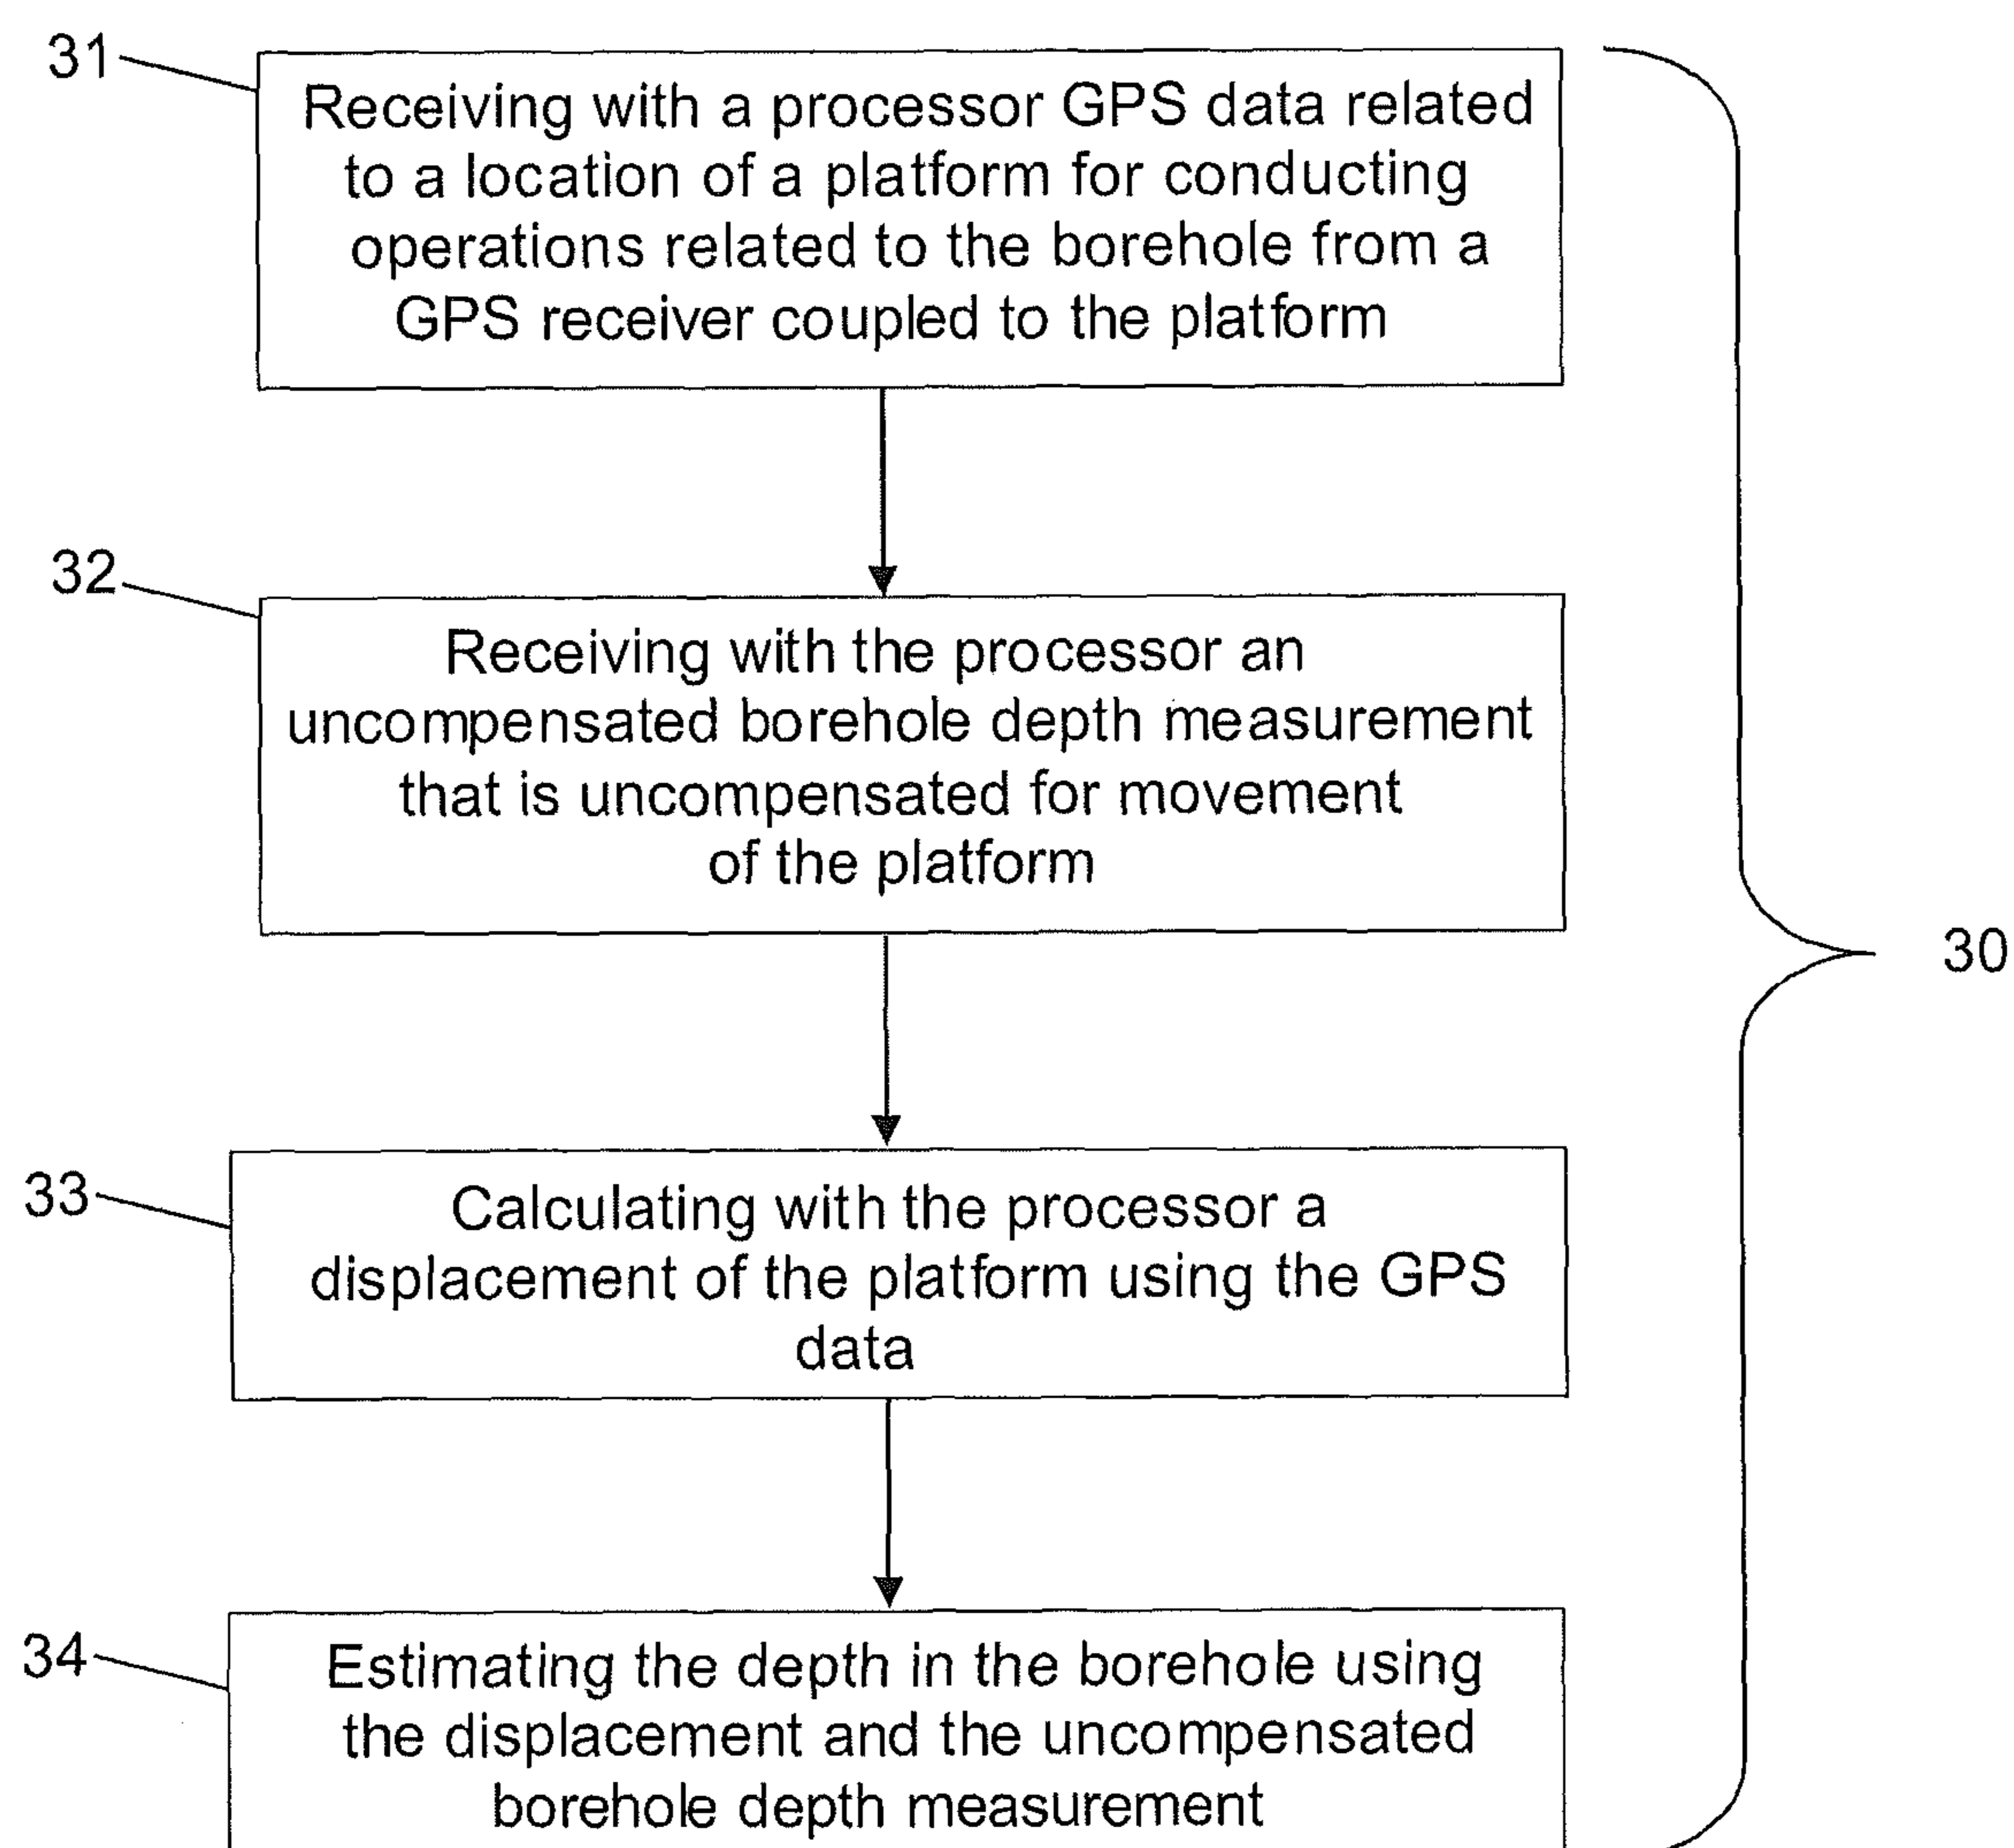 31
Receiving with a processor GPS data related
to a location of a platform for conducting
operations related to the borehole from a
GPS receiver coupled to the platform
32
Receiving with the processor an
uncompensated borehole depth measurement
that is uncompensated for movement
of the platform
30
33
Calculating with the processor a
displacement of the platform using the GPS
data
34
Estimating the depth in the borehole using
the displacement and the uncompensated
borehole depth measurement